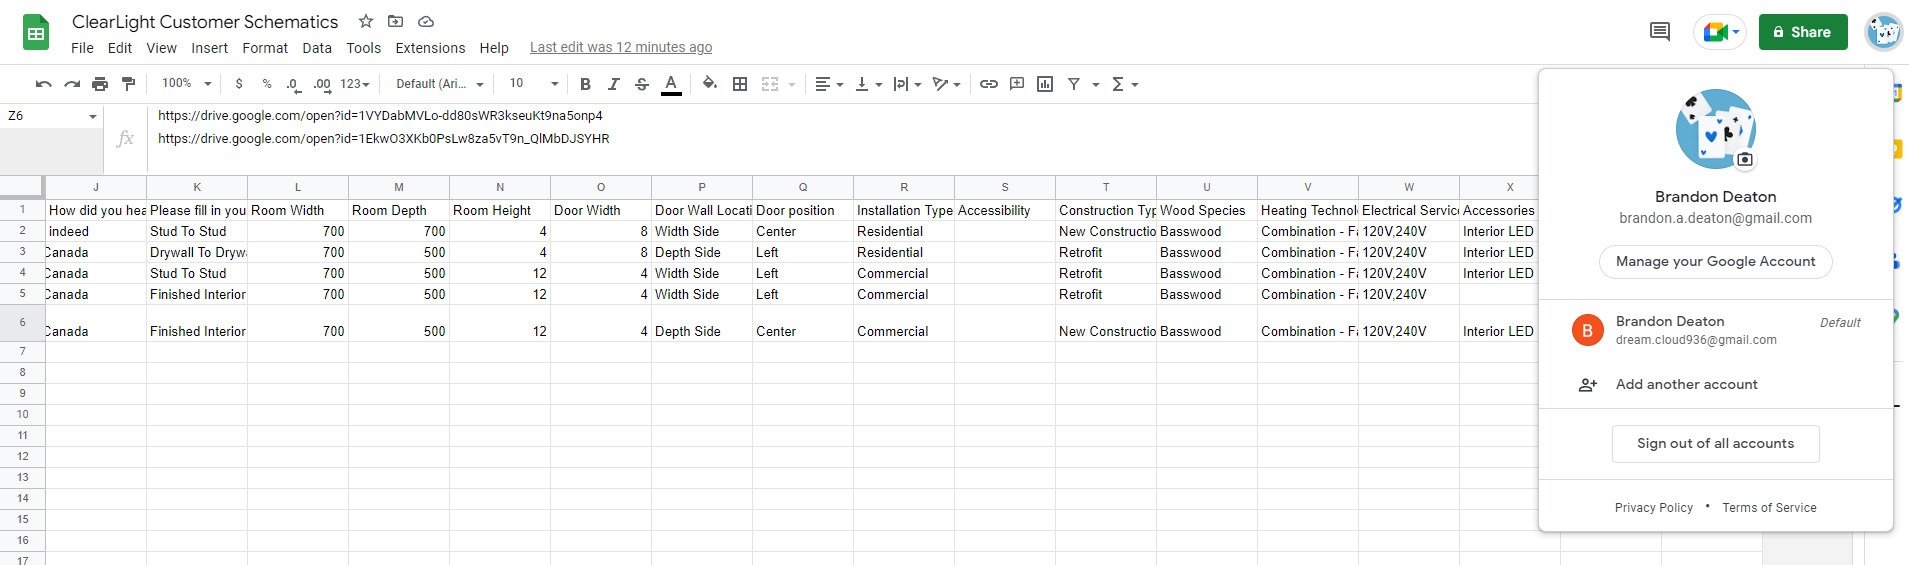 ClearLight Customer Schematics
File Edit View Insert Format Data Tools Extensions Help Last edit was 12 minutes ago
Share
100% $ % .0 .00 123 Default (Ari... 10 B I S A
Z6
fx
https://drive.google.com/open?id=1VYDabMVLo-dd80sWR3kseuKt9na5onp4
https://drive.google.com/open?id=1EkwO3XKb0PsLw8za5vT9n_QlMbDJSYHR
J K L M N O P Q R S T U V W X
1 How did you hea Please fill in you Room Width Room Depth Room Height Door Width Door Wall Locati Door position Installation Type Accessibility Construction Typ Wood Species Heating Technol Electrical Service Accessories
2 indeed Stud To Stud 700 700 4 8 Width Side Center Residential New Constructio Basswood Combination - Fa 120V,240V Interior LED
3 Canada Drywall To Dryw 700 500 4 8 Depth Side Left Residential Retrofit Basswood Combination - Fa 120V,240V Interior LED
4 Canada Stud To Stud 700 500 12 4 Width Side Left Commercial Retrofit Basswood Combination - Fa 120V,240V Interior LED
5 Canada Finished Interior 700 500 12 4 Width Side Left Commercial Retrofit Basswood Combination - Fa 120V,240V
6 Canada Finished Interior 700 500 12 4 Depth Side Center Commercial New Constructio Basswood Combination - Fa 120V,240V Interior LED
7
8
9
10
11
12
13
14
15
16
17
Brandon Deaton
brandon.a.deaton@gmail.com
Manage your Google Account
B
Brandon Deaton Default
dream.cloud936@gmail.com
Add another account
Sign out of all accounts
Privacy Policy • Terms of Service